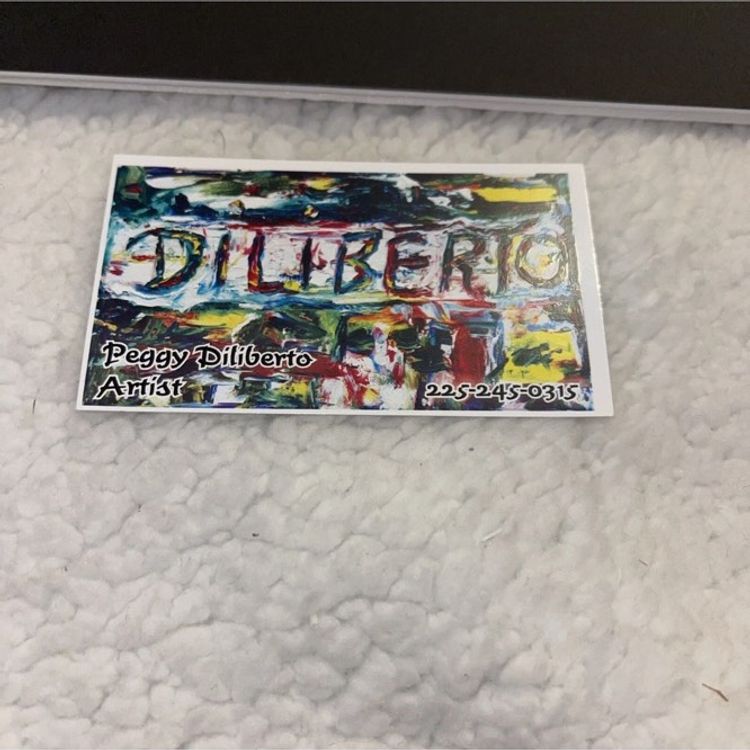 DILIBERTO
Peggy Diliberto
Artist
225-245-0315